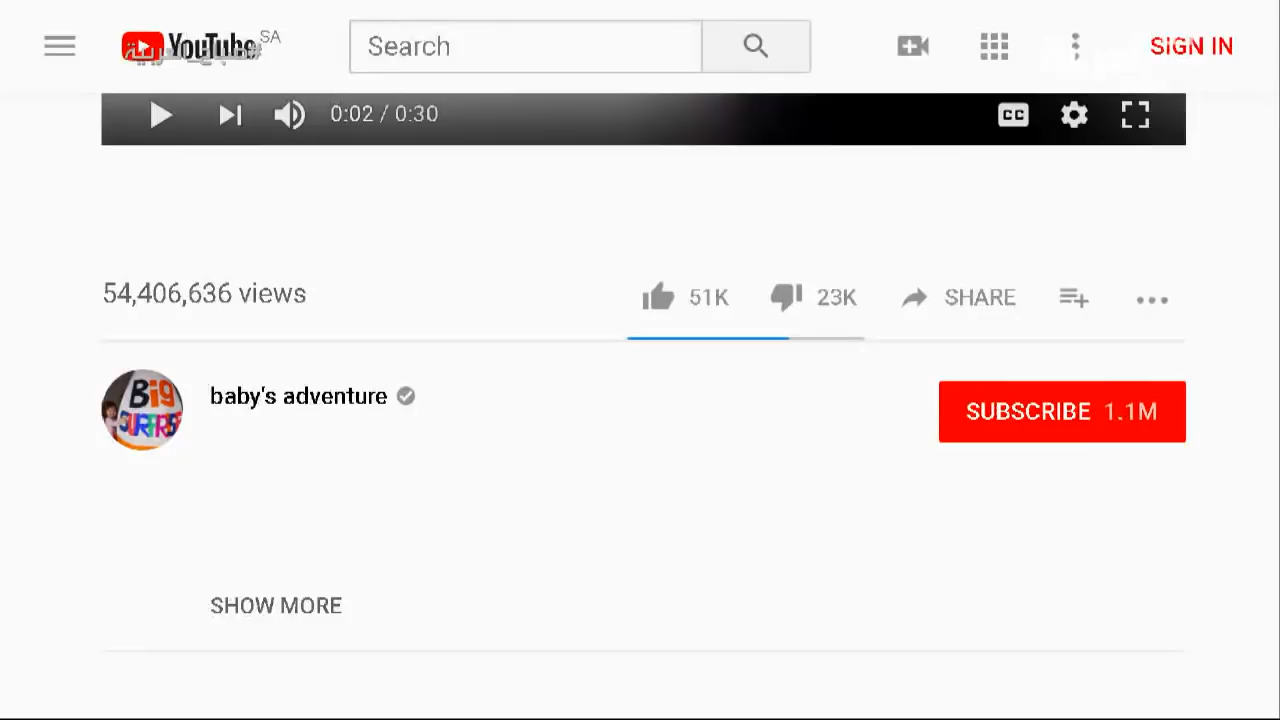 YouTube SA
Search
SIGN IN
0:02 / 0:30
CC
54,406,636 views
51K
23K
SHARE
BIG
baby's adventure
SUBSCRIBE 1.1M
SHOW MORE